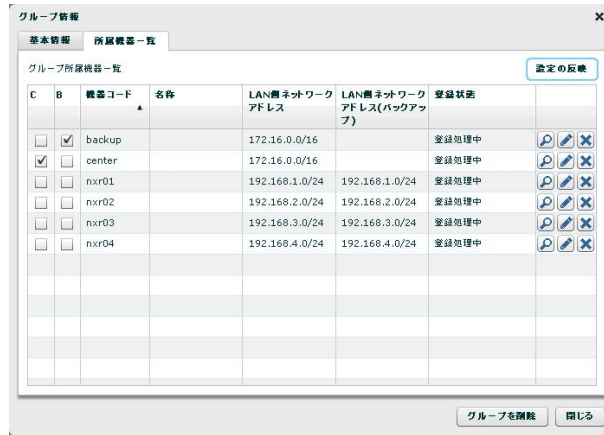 グループ情報
×
基本情報 所属機器一覧
グループ所属機器一覧 設定の反映
C B 機器コード ▲ 名称 LAN側ネットワークアドレス LAN側ネットワークアドレス(バックアップ) 登録状態
backup 172.16.0.0/16 登録処理中
center 172.16.0.0/16 登録処理中
nxr01 192.168.1.0/24 192.168.1.0/24 登録処理中
nxr02 192.168.2.0/24 192.168.2.0/24 登録処理中
nxr03 192.168.3.0/24 192.168.3.0/24 登録処理中
nxr04 192.168.4.0/24 192.168.4.0/24 登録処理中
グループを削除 閉じる